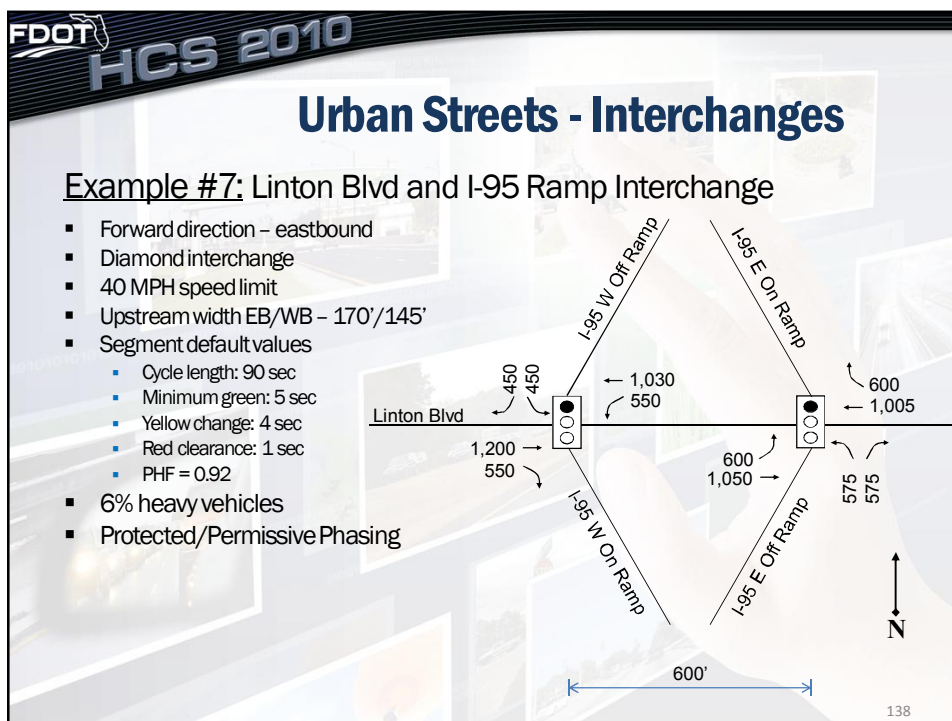 FDOT
HCS 2010
Urban Streets - Interchanges
Example #7: Linton Blvd and I-95 Ramp Interchange
▪ Forward direction – eastbound
▪ Diamond interchange
▪ 40 MPH speed limit
▪ Upstream width EB/WB – 170'/145'
▪ Segment default values
▪ Cycle length: 90 sec
▪ Minimum green: 5 sec
▪ Yellow change: 4 sec
▪ Red clearance: 1 sec
▪ PHF = 0.92
▪ 6% heavy vehicles
▪ Protected/Permissive Phasing
I-95 W Off Ramp
I-95 E On Ramp
450
450
1,030
550
600
1,005
Linton Blvd
1,200
550
600
1,050
575
575
I-95 W On Ramp
I-95 E Off Ramp
N
600'
138